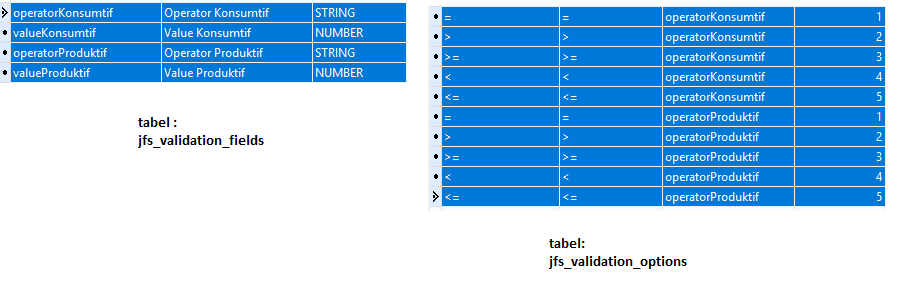 operatorKonsumtif Operator Konsumtif STRING
valueKonsumtif Value Konsumtif NUMBER
operatorProduktif Operator Produktif STRING
valueProduktif Value Produktif NUMBER
tabel :
jfs_validation_fields
= = operatorKonsumtif 1
> > operatorKonsumtif 2
>= >= operatorKonsumtif 3
< < operatorKonsumtif 4
<= <= operatorKonsumtif 5
= = operatorProduktif 1
> > operatorProduktif 2
>= >= operatorProduktif 3
< < operatorProduktif 4
<= <= operatorProduktif 5
tabel:
jfs_validation_options